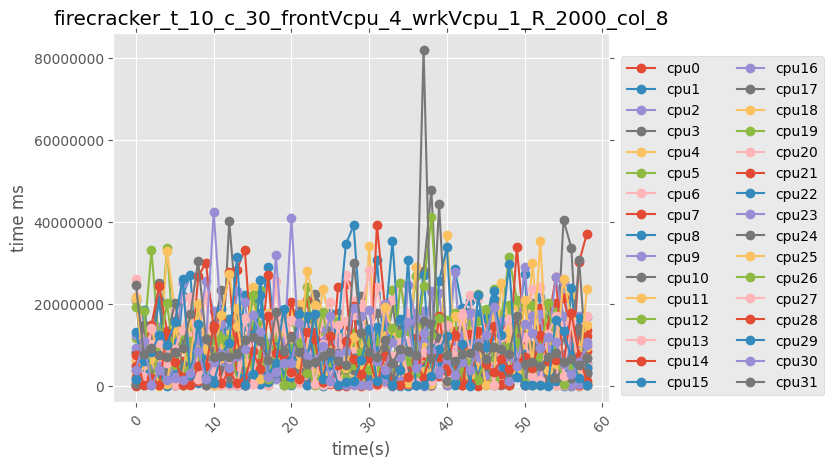 firecracker_t_10_c_30_frontVcpu_4_wrkVcpu_1_R_2000_col_8
time ms
80000000
60000000
40000000
20000000
0
0
10
20
30
40
50
60
time(s)
cpu0
cpu1
cpu2
cpu3
cpu4
cpu5
cpu6
cpu7
cpu8
cpu9
cpu10
cpu11
cpu12
cpu13
cpu14
cpu15
cpu16
cpu17
cpu18
cpu19
cpu20
cpu21
cpu22
cpu23
cpu24
cpu25
cpu26
cpu27
cpu28
cpu29
cpu30
cpu31